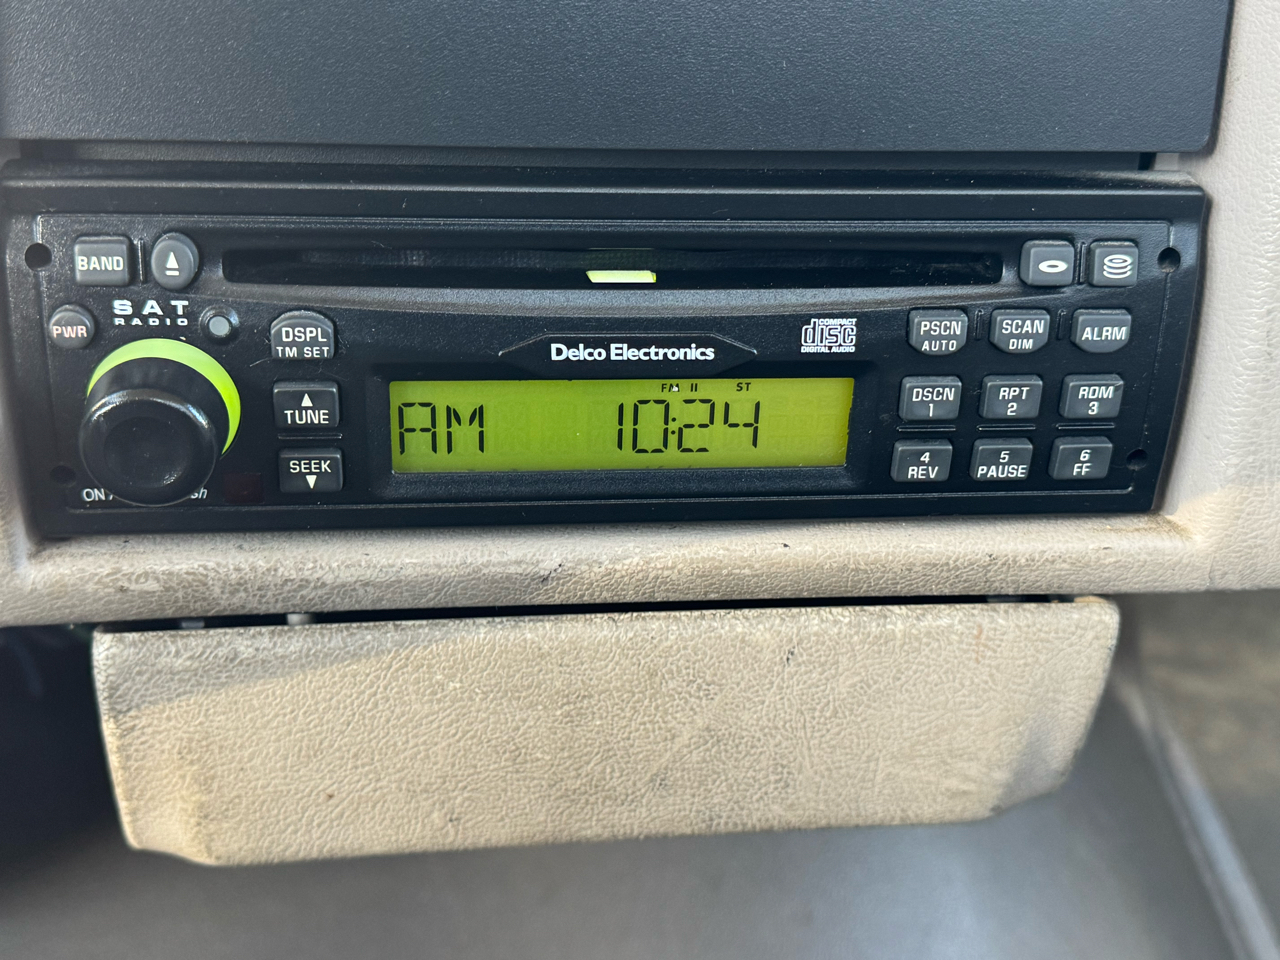 BAND
SAT
RADIO
PWR
DSPL
TM SET
TUNE
SEEK
ON
Delco Electronics
COMPACT
disc
DIGITAL AUDIO
FM II ST
AM 10:24
PSCN
AUTO
SCAN
DIM
ALRM
DSCN
1
RPT
2
RDM
3
4
REV
5
PAUSE
6
FF